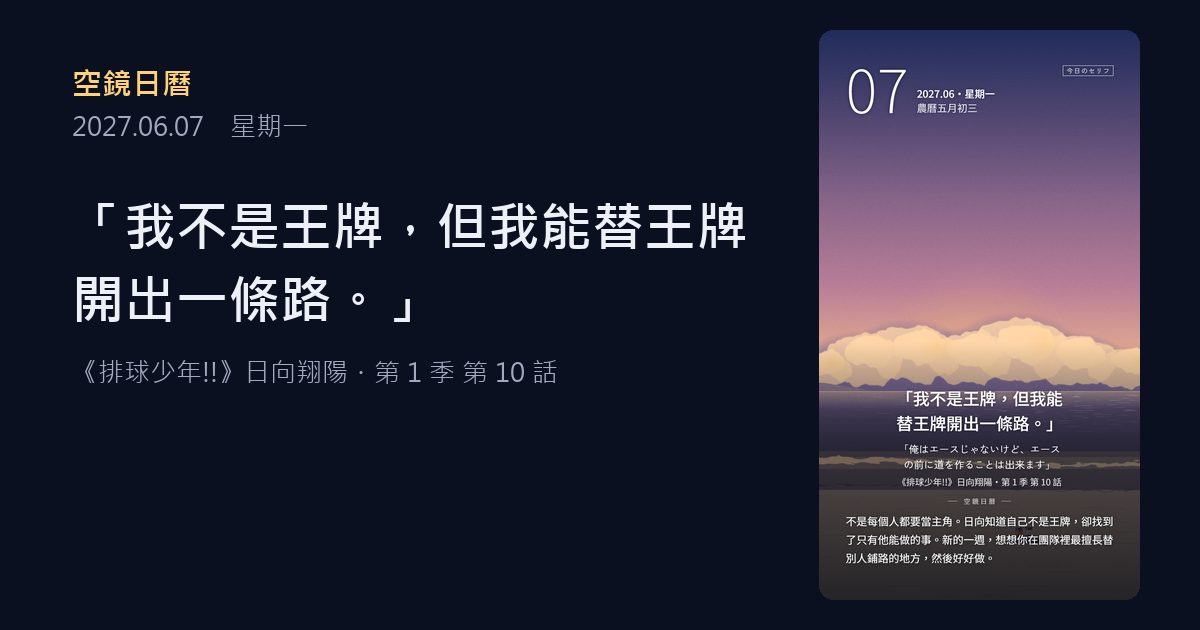 空鏡日曆
2027.06.07 星期一
「我不是王牌，但我能替王牌
開出一條路。」
《排球少年!!》日向翔陽·第 1 季 第 10 話
07
今日のセリフ
2027.06·星期一
農曆五月初三
「我不是王牌，但我能
替王牌開出一條路。」
「俺はエースじゃないけど、エース
の前に道を作ることは出来ます」
《排球少年!!》日向翔陽·第 1 季 第 10 話
— 空鏡日曆 —
不是每個人都要當主角。日向知道自己不是王牌，卻找到
了只有他能做的事。新的一週，想想你在團隊裡最擅長替
別人鋪路的地方，然後好好做。